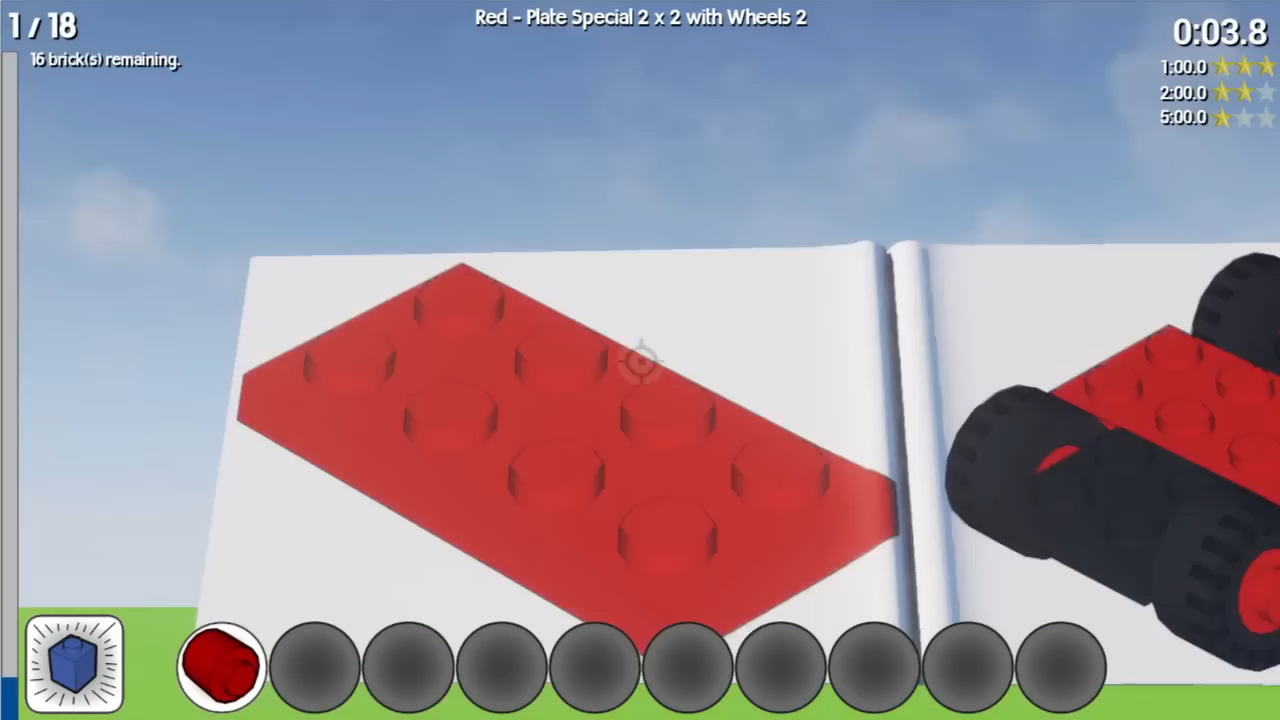 1 / 18
Red - Plate Special 2 x 2 with Wheels 2
0:03.8
16 brick(s) remaining.
1:00.0
2:00.0
5:00.0